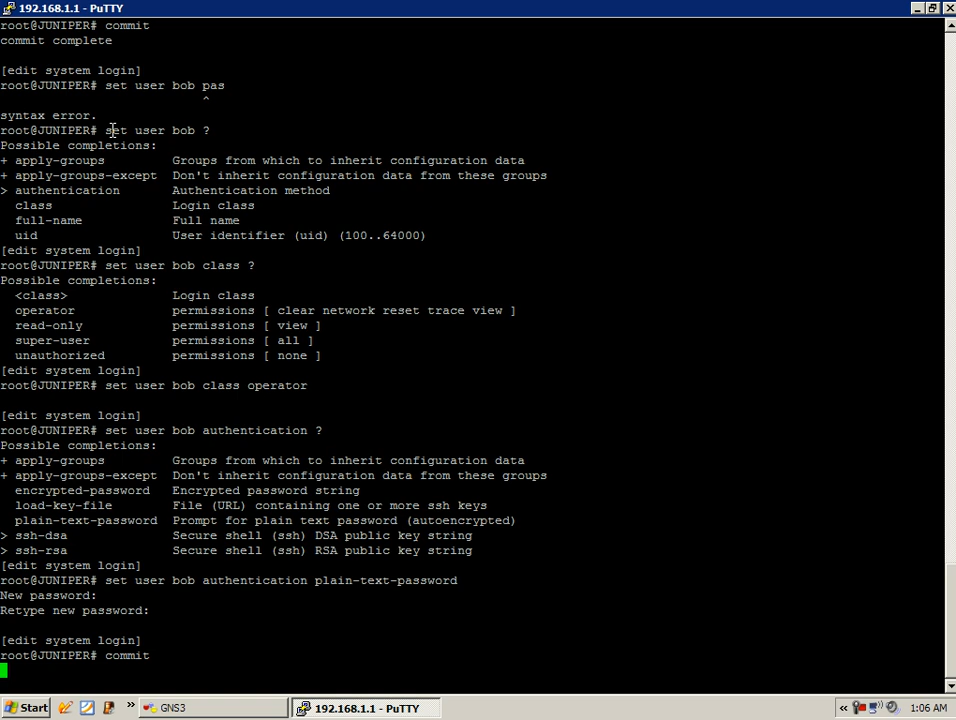 192.168.1.1 - PuTTY
root@JUNIPER# commit
commit complete
[edit system login]
root@JUNIPER# set user bob pas
^
syntax error.
root@JUNIPER# set user bob ?
Possible completions:
+ apply-groups Groups from which to inherit configuration data
+ apply-groups-except Don't inherit configuration data from these groups
> authentication Authentication method
class Login class
full-name Full name
uid User identifier (uid) (100..64000)
[edit system login]
root@JUNIPER# set user bob class ?
Possible completions:
<class> Login class
operator permissions [ clear network reset trace view ]
read-only permissions [ view ]
super-user permissions [ all ]
unauthorized permissions [ none ]
[edit system login]
root@JUNIPER# set user bob class operator
[edit system login]
root@JUNIPER# set user bob authentication ?
Possible completions:
+ apply-groups Groups from which to inherit configuration data
+ apply-groups-except Don't inherit configuration data from these groups
encrypted-password Encrypted password string
load-key-file File (URL) containing one or more ssh keys
plain-text-password Prompt for plain text password (autoencrypted)
> ssh-dsa Secure shell (ssh) DSA public key string
> ssh-rsa Secure shell (ssh) RSA public key string
[edit system login]
root@JUNIPER# set user bob authentication plain-text-password
New password:
Retype new password:
[edit system login]
root@JUNIPER# commit
Start » GNS3 192.168.1.1 - PuTTY « 1:06 AM